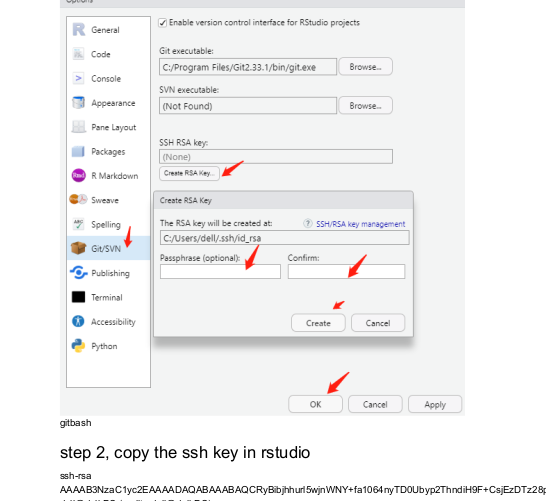 Options
R General
Code
Console
Appearance
Pane Layout
Packages
R Markdown
Sweave
Spelling
Git/SVN
Publishing
Terminal
Accessibility
Python
Enable version control interface for RStudio projects
Git executable:
C:/Program Files/Git2.33.1/bin/git.exe Browse...
SVN executable:
(Not Found) Browse...
SSH RSA key:
(None)
Create RSA Key...
Create RSA Key
The RSA key will be created at: ? SSH/RSA key management
C:/Users/dell/.ssh/id_rsa
Passphrase (optional): Confirm:
Create Cancel
OK Cancel Apply
gitbash
step 2, copy the ssh key in rstudio
ssh-rsa
AAAAB3NzaC1yc2EAAAADAQABAAABAQCRyBibjhhurl5wjnWNY+fa1064nyTD0Ubyp2ThndiH9F+CsjEzDTz28p